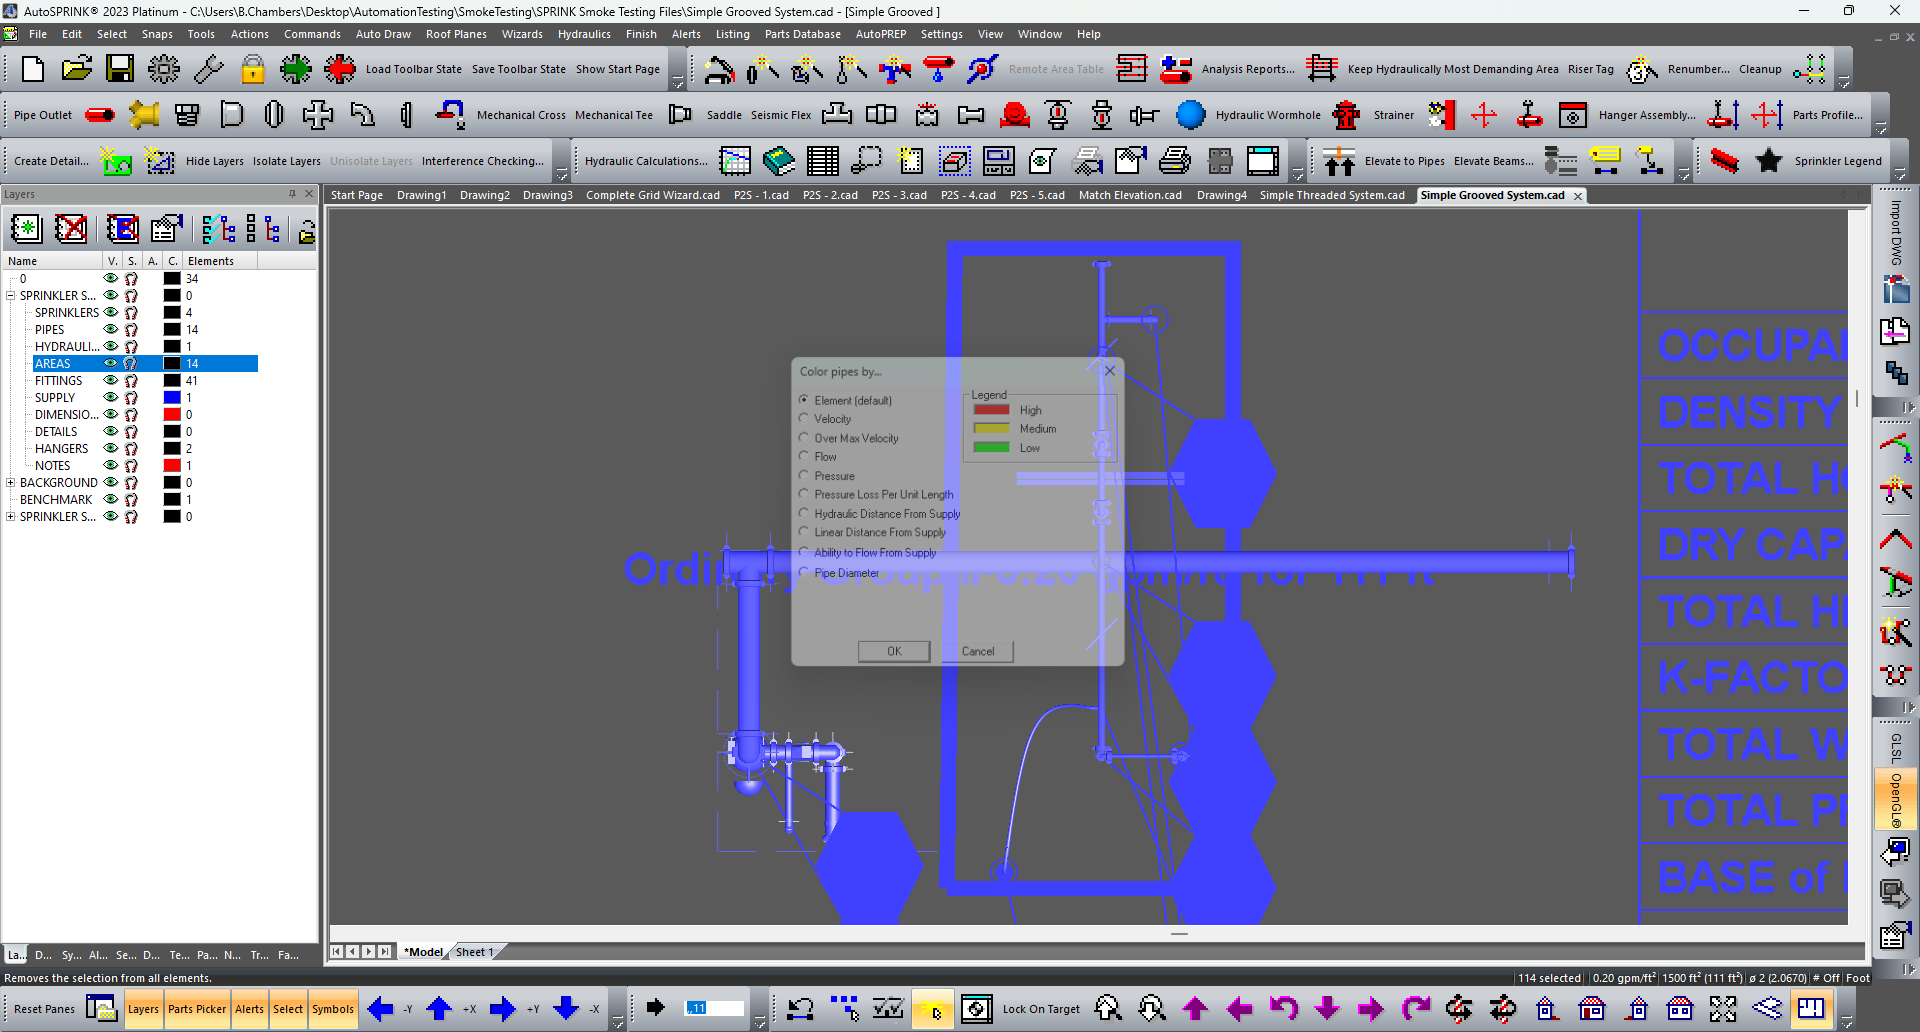 AutoSPRINK® 2023 Platinum - C:\Users\B.Chambers\Desktop\AutomationTesting\SmokeTesting\SPRINK Smoke Testing Files\Simple Grooved System.cad - [Simple Grooved ]
File Edit Select Snaps Tools Actions Commands Auto Draw Roof Planes Wizards Hydraulics Finish Alerts Listing Parts Database AutoPREP Settings View Window Help
Load Toolbar State Save Toolbar State Show Start Page Remote Area Table Analysis Reports... Keep Hydraulically Most Demanding Area Riser Tag Renumber... Cleanup
Pipe Outlet Mechanical Cross Mechanical Tee Saddle Seismic Flex Hydraulic Wormhole Strainer Hanger Assembly... Parts Profile...
Create Detail... Hide Layers Isolate Layers Unisolate Layers Interference Checking... Hydraulic Calculations... Elevate to Pipes Elevate Beams... Sprinkler Legend
Layers
Start Page Drawing1 Drawing2 Drawing3 Complete Grid Wizard.cad P2S - 1.cad P2S - 2.cad P2S - 3.cad P2S - 4.cad P2S - 5.cad Match Elevation.cad Drawing4 Simple Threaded System.cad Simple Grooved System.cad
Name V. S. A. C. Elements
0 34
SPRINKLER S... 0
SPRINKLERS 4
PIPES 14
HYDRAULI... 1
AREAS 14
FITTINGS 41
SUPPLY 1
DIMENSIO... 0
DETAILS 0
HANGERS 2
NOTES 1
BACKGROUND 0
BENCHMARK 1
SPRINKLER S... 0
Color pipes by...
Element (default)
Velocity
Over Max Velocity
Flow
Pressure
Pressure Loss Per Unit Length
Hydraulic Distance From Supply
Linear Distance From Supply
Ability to Flow From Supply
Pipe Diameter
Legend
High
Medium
Low
OK Cancel
OCCUPA
DENSITY
TOTAL H
DRY CAP
TOTAL H
K-FACTO
TOTAL W
TOTAL P
BASE of
Import DWG
GLSL
OpenGL®
*Model Sheet 1
La... D... Sy... Al... Se... D... Te... Pa... N... Tr... Fa...
Removes the selection from all elements.
114 selected 0.20 gpm/ft² 1500 ft² (111 ft²) ø 2 (2.0670) # Off Foot
Reset Panes Layers Parts Picker Alerts Select Symbols -Y +X +Y -X ,,11 Lock On Target